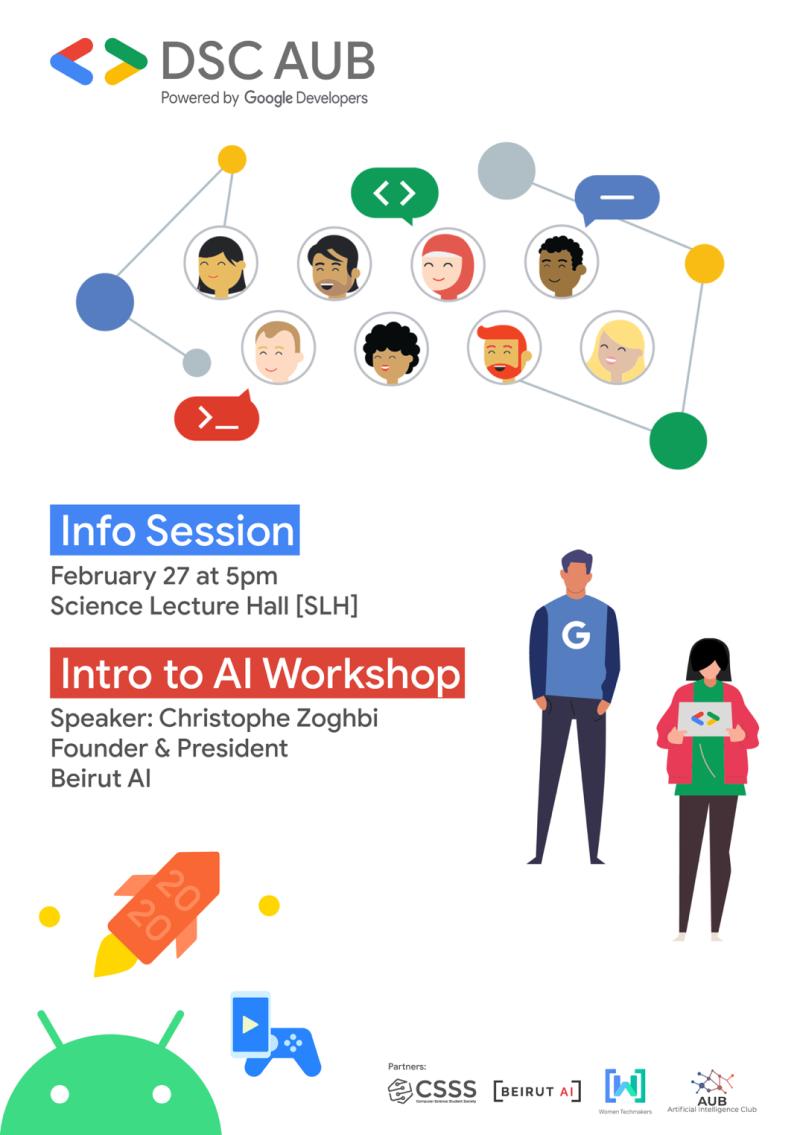 DSC AUB
Powered by Google Developers
< >
–
>_
Info Session
February 27 at 5pm
Science Lecture Hall [SLH]
G
Intro to AI Workshop
Speaker: Christophe Zoghbi
Founder & President
Beirut AI
20
20
Partners:
CSSS
Computer Science Student Society
[BEIRUT AI]
[W]
Women Techmakers
AUB
Artificial Intelligence Club